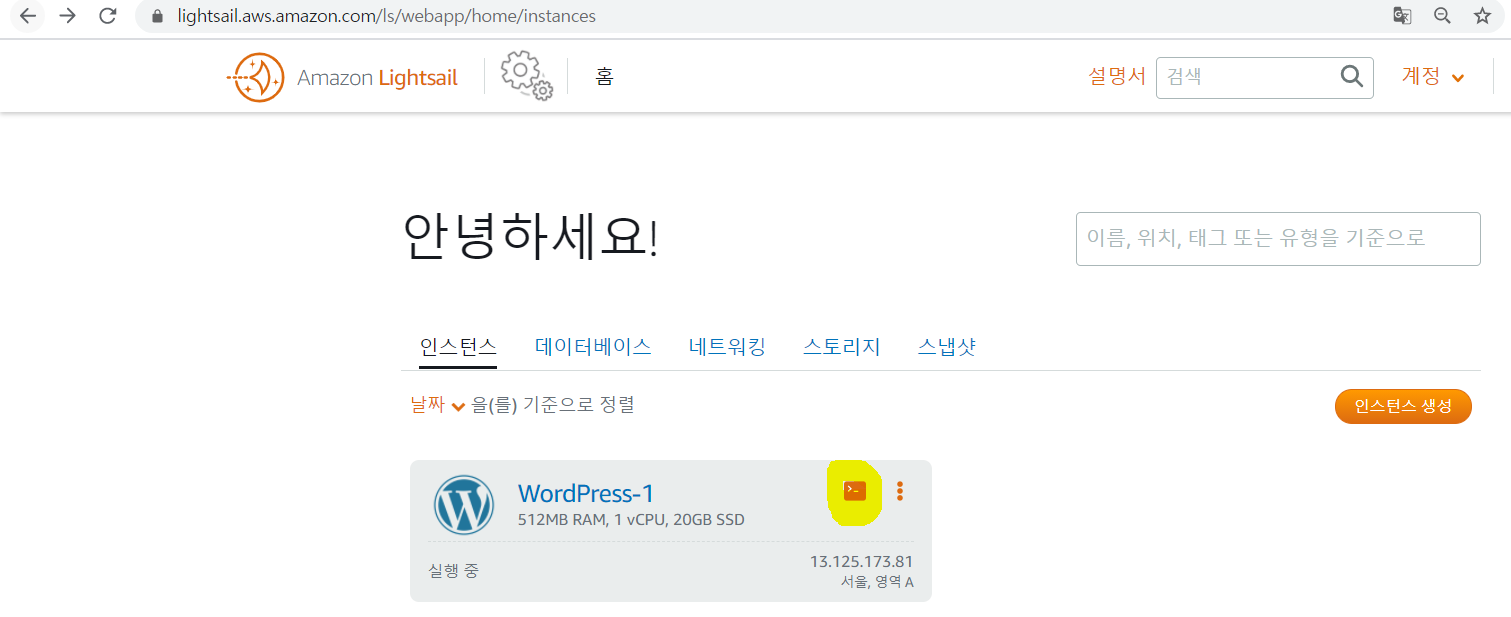 lightsail.aws.amazon.com/ls/webapp/home/instances
Amazon Lightsail
홈
설명서
검색
계정
안녕하세요!
이름, 위치, 태그 또는 유형을 기준으로
인스턴스 데이터베이스 네트워킹 스토리지 스냅샷
날짜 을(를) 기준으로 정렬
인스턴스 생성
WordPress-1
512MB RAM, 1 vCPU, 20GB SSD
실행 중
13.125.173.81
서울, 영역 A